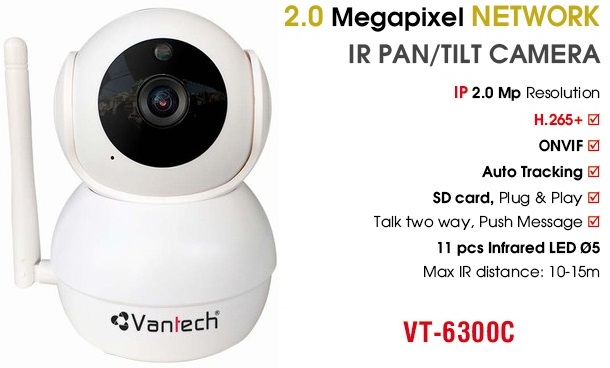 2.0 Megapixel NETWORK
IR PAN/TILT CAMERA
IP 2.0 Mp Resolution
H.265+ ☑
ONVIF ☑
Auto Tracking ☑
SD card, Plug & Play ☑
Talk two way, Push Message ☑
11 pcs Infrared LED Ø5
Max IR distance: 10-15m
Vantech®
VT-6300C